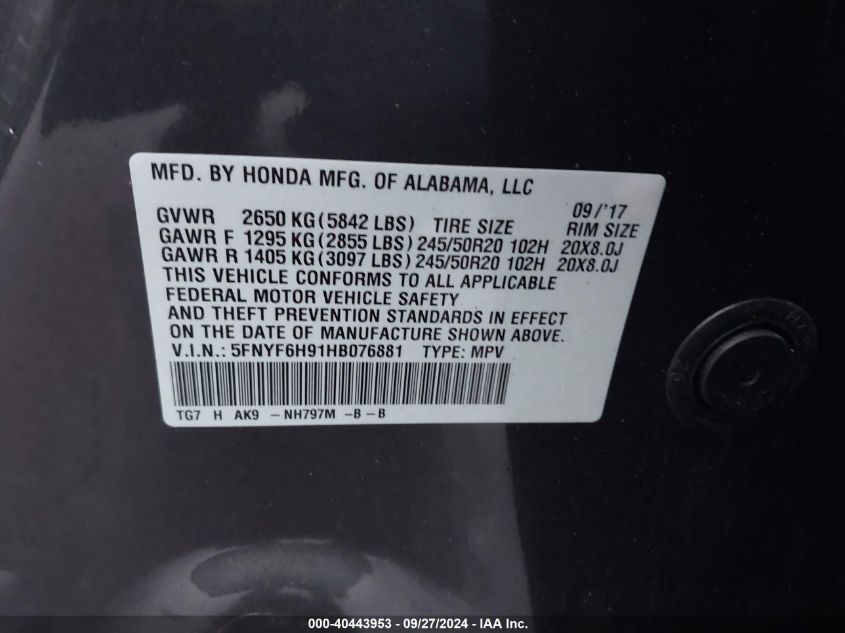 MFD. BY HONDA MFG. OF ALABAMA, LLC
09/'17
GVWR 2650 KG (5842 LBS) TIRE SIZE RIM SIZE
GAWR F 1295 KG (2855 LBS) 245/50R20 102H 20X8.0J
GAWR R 1405 KG (3097 LBS) 245/50R20 102H 20X8.0J
THIS VEHICLE CONFORMS TO ALL APPLICABLE
FEDERAL MOTOR VEHICLE SAFETY
AND THEFT PREVENTION STANDARDS IN EFFECT
ON THE DATE OF MANUFACTURE SHOWN ABOVE.
V.I.N.: 5FNYF6H91HB076881 TYPE: MPV
TG7 H AK9 -NH797M -B-B
000-40443953 / 09/27/2024 - IAA Inc.